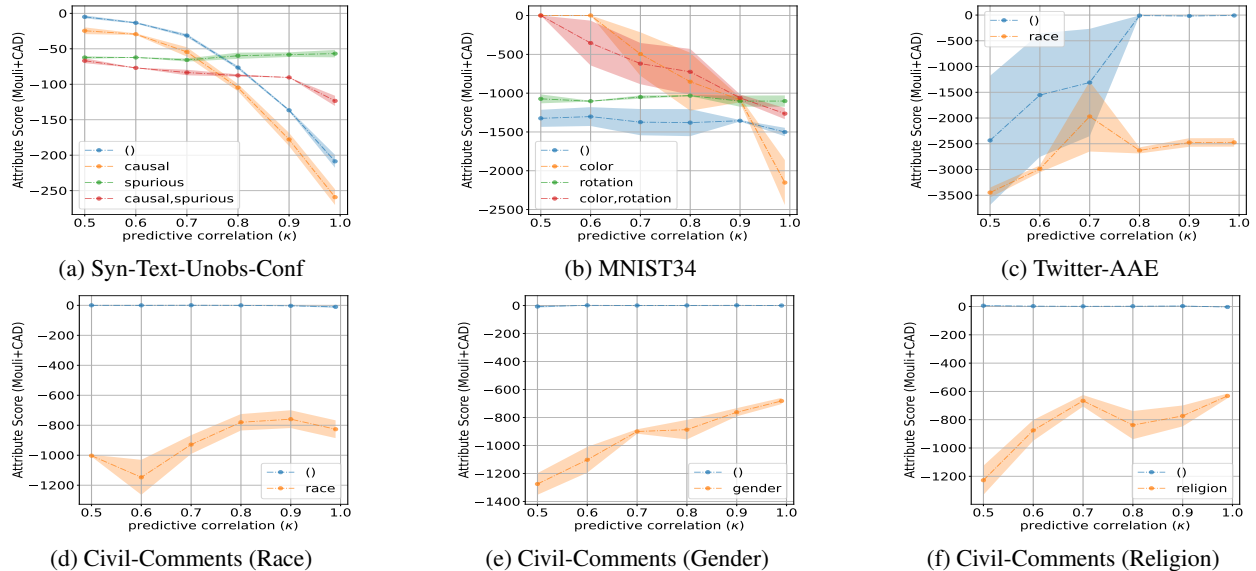 0
−50
−100
−150
−200
−250
Attribute Score (Mouli+CAD)
()
causal
spurious
causal,spurious
0.5 0.6 0.7 0.8 0.9 1.0
predictive correlation (κ)
(a) Syn-Text-Unobs-Conf
0
−500
−1000
−1500
−2000
−2500
Attribute Score (Mouli+CAD)
()
color
rotation
color,rotation
0.5 0.6 0.7 0.8 0.9 1.0
predictive correlation (κ)
(b) MNIST34
0
−500
−1000
−1500
−2000
−2500
−3000
−3500
Attribute Score (Mouli+CAD)
()
race
0.5 0.6 0.7 0.8 0.9 1.0
predictive correlation (κ)
(c) Twitter-AAE
0
−200
−400
−600
−800
−1000
−1200
Attribute Score (Mouli+CAD)
()
race
0.5 0.6 0.7 0.8 0.9 1.0
predictive correlation (κ)
(d) Civil-Comments (Race)
0
−200
−400
−600
−800
−1000
−1200
−1400
Attribute Score (Mouli+CAD)
()
gender
0.5 0.6 0.7 0.8 0.9 1.0
predictive correlation (κ)
(e) Civil-Comments (Gender)
0
−200
−400
−600
−800
−1000
−1200
Attribute Score (Mouli+CAD)
()
religion
0.5 0.6 0.7 0.8 0.9 1.0
predictive correlation (κ)
(f) Civil-Comments (Religion)